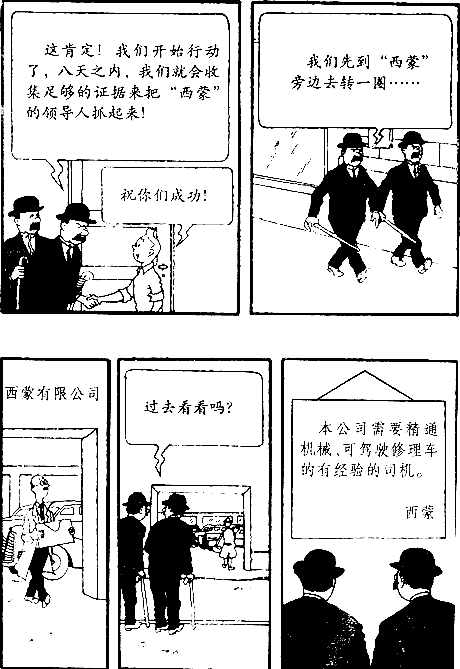 这肯定！我们开始行动
了，八天之内，我们就会收
集足够的证据来把“西蒙”
的领导人抓起来！
祝你们成功！
我们先到“西蒙”
旁边去转一圈……
西蒙有限公司
过去看看吗？
本公司需要精通
机械、可驾驶修理车
的有经验的司机。
西蒙